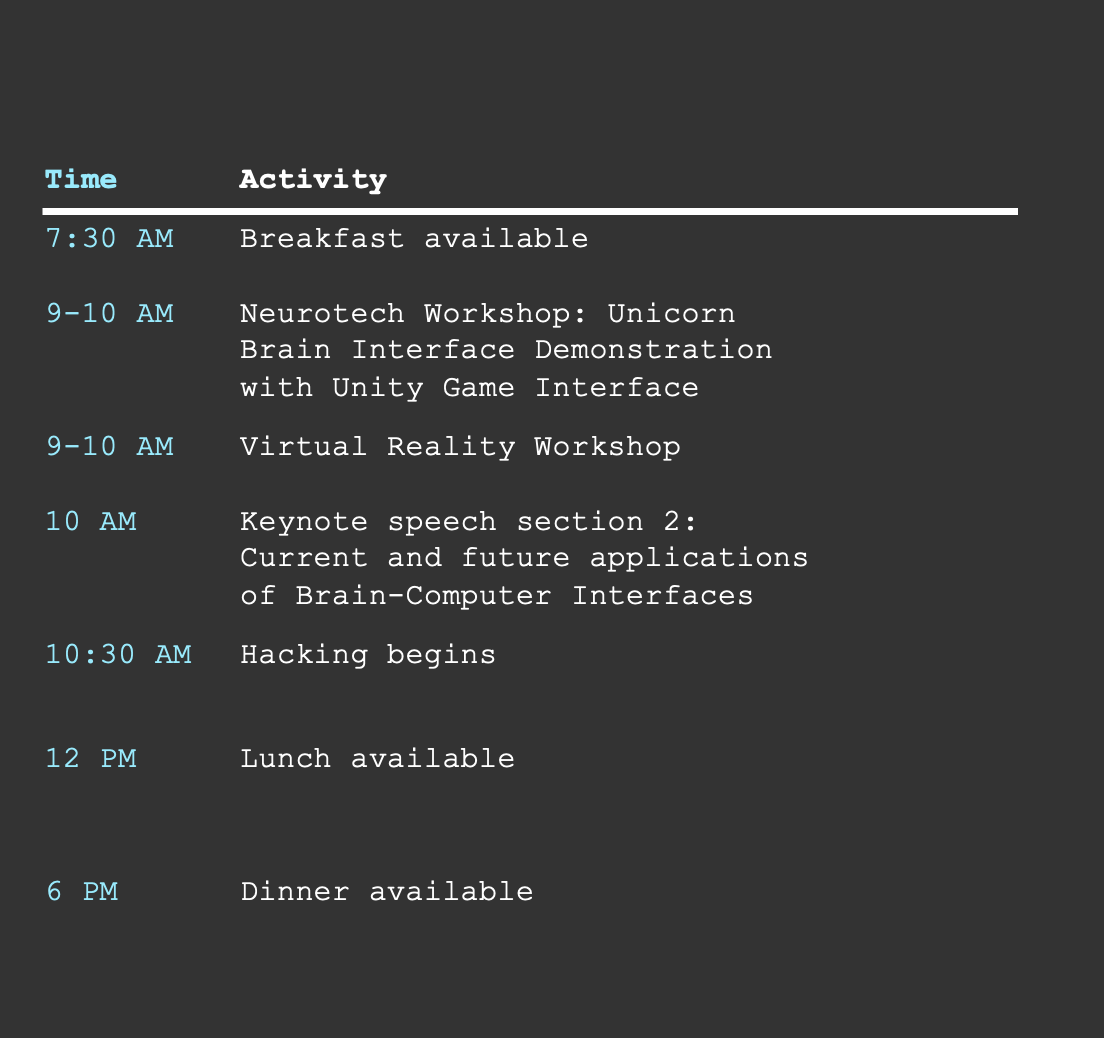 Time Activity
7:30 AM Breakfast available
9-10 AM Neurotech Workshop: Unicorn
Brain Interface Demonstration
with Unity Game Interface
9-10 AM Virtual Reality Workshop
10 AM Keynote speech section 2:
Current and future applications
of Brain-Computer Interfaces
10:30 AM Hacking begins
12 PM Lunch available
6 PM Dinner available